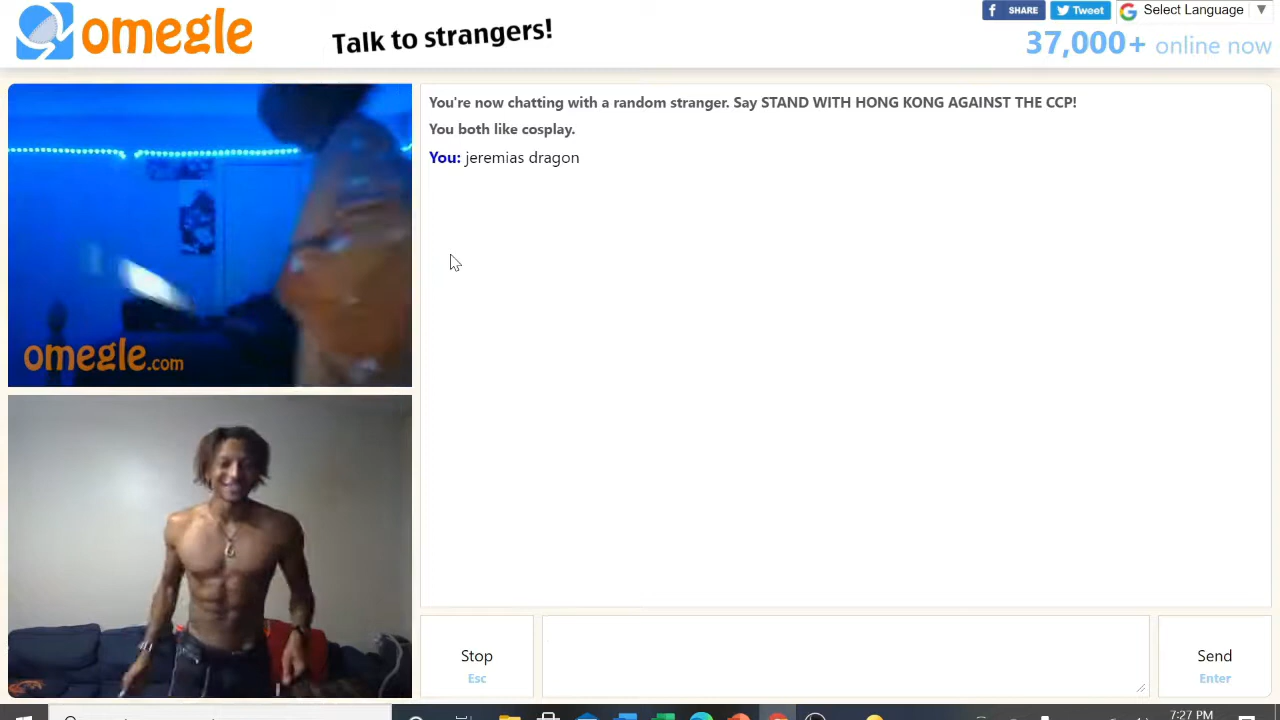 omegle
Talk to strangers!
SHARE
Tweet
Select Language ▼
37,000+ online now
You're now chatting with a random stranger. Say STAND WITH HONG KONG AGAINST THE CCP!
You both like cosplay.
You: jeremias dragon
omegle.com
Stop
Esc
Send
Enter
7:27 PM